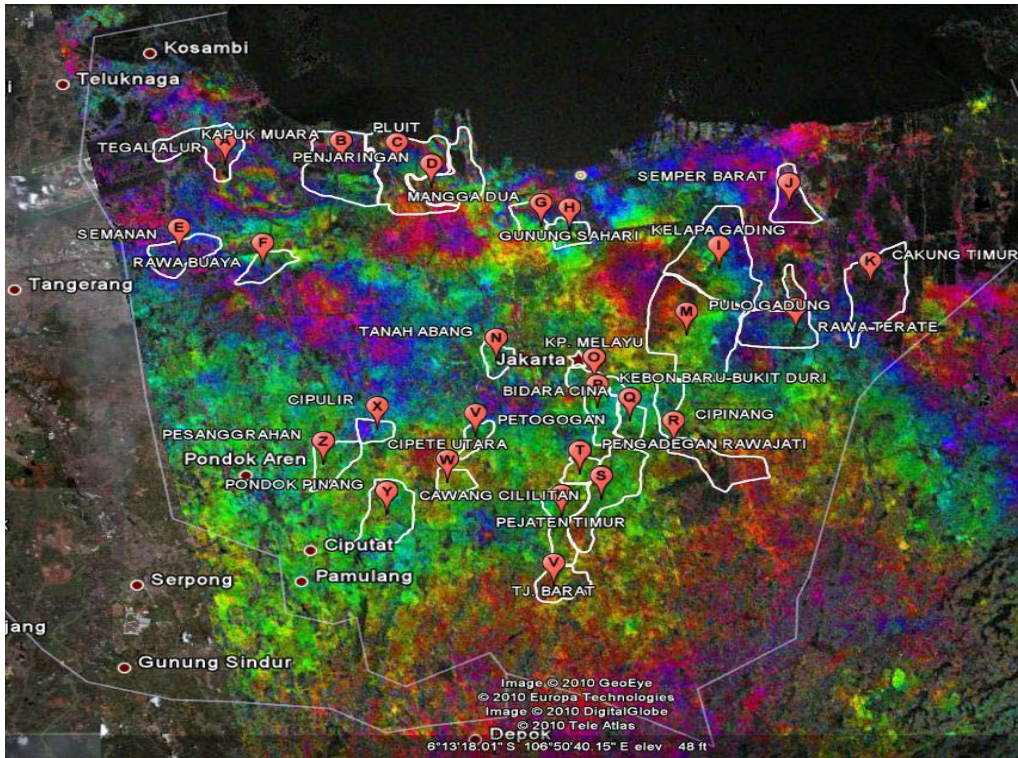 Kosambi
Teluknaga
i
KAPUK MUARA
PLUIT
TEGAL ALUR
A
B
C
PENJARINGAN
D
SEMPER BARAT
J
MANGGA DUA
G
H
SEMANAN
E
GUNUNG SAHARI
KELAPA GADING
F
RAWA BUAYA
I
K
CAKUNG TIMUR
Tangerang
M
PULO GADUNG
RAWA TERATE
TANAH ABANG
N
KP. MELAYU
Jakarta
O
BIDARA CINA
P
KEBON BARU-BUKIT DURI
CIPULIR
X
V
PETOGOGAN
Q
CIPINANG
R
PESANGGRAHAN
Z
CIPETE UTARA
PENGADEGAN RAWAJATI
Pondok Aren
W
T
PONDOK PINANG
Y
CAWANG CILILITAN
S
PEJATEN TIMUR
Ciputat
V
Serpong
Pamulang
TJ. BARAT
jang
Gunung Sindur
Image © 2010 GeoEye
© 2010 Europa Technologies
Image © 2010 DigitalGlobe
© 2010 Tele Atlas
Depok
6°13'18.01" S 106°50'40.15" E elev 48 ft